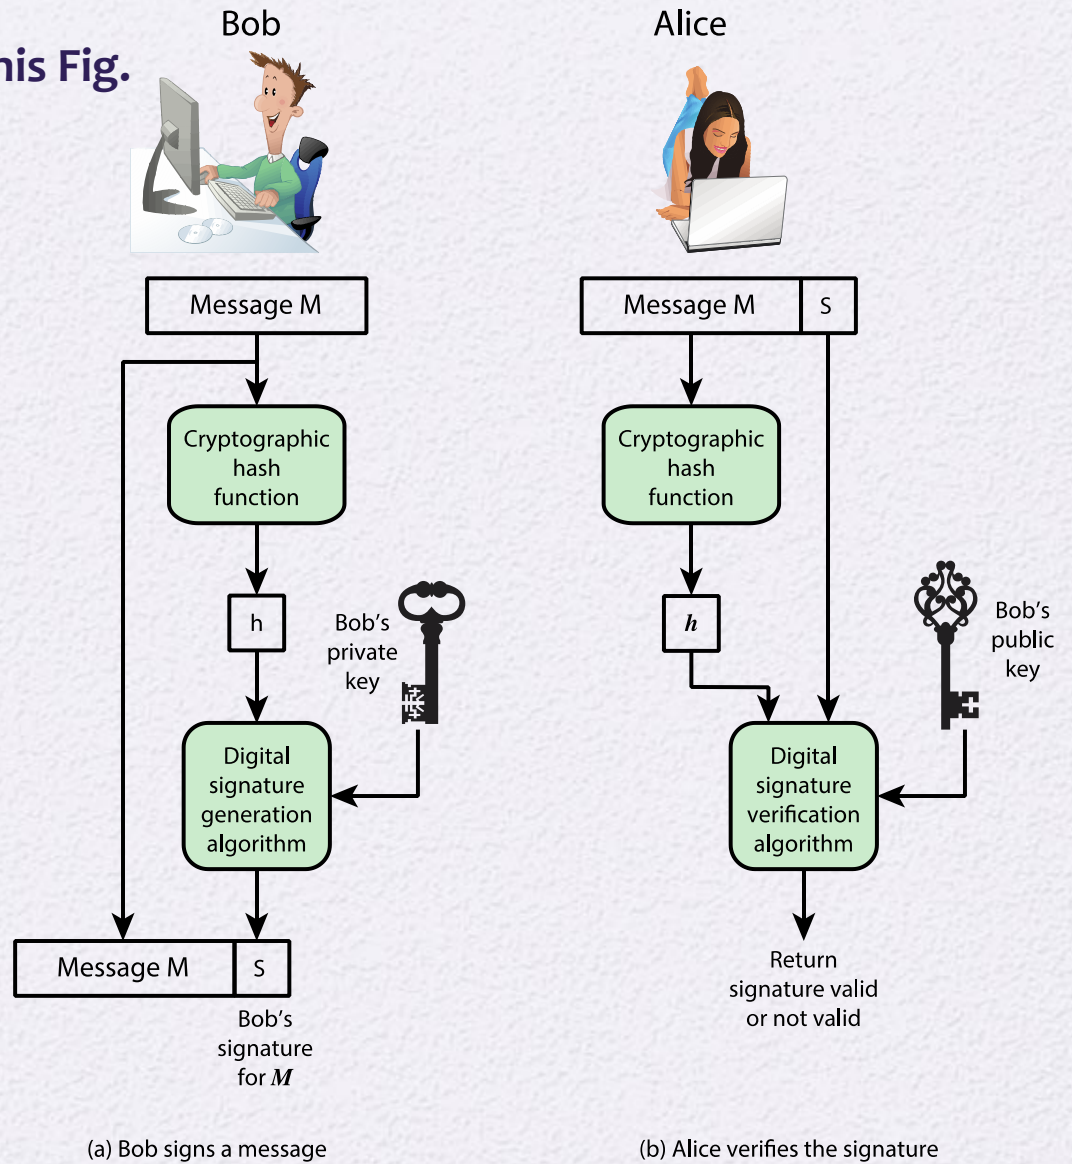 Bob
Alice
his Fig.
Message M
Cryptographic
hash
function
h
Bob's
private
key
Digital
signature
generation
algorithm
Message M
S
Bob's
signature
for M
(a) Bob signs a message
Message M
S
Cryptographic
hash
function
h
Bob's
public
key
Digital
signature
verification
algorithm
Return
signature valid
or not valid
(b) Alice verifies the signature